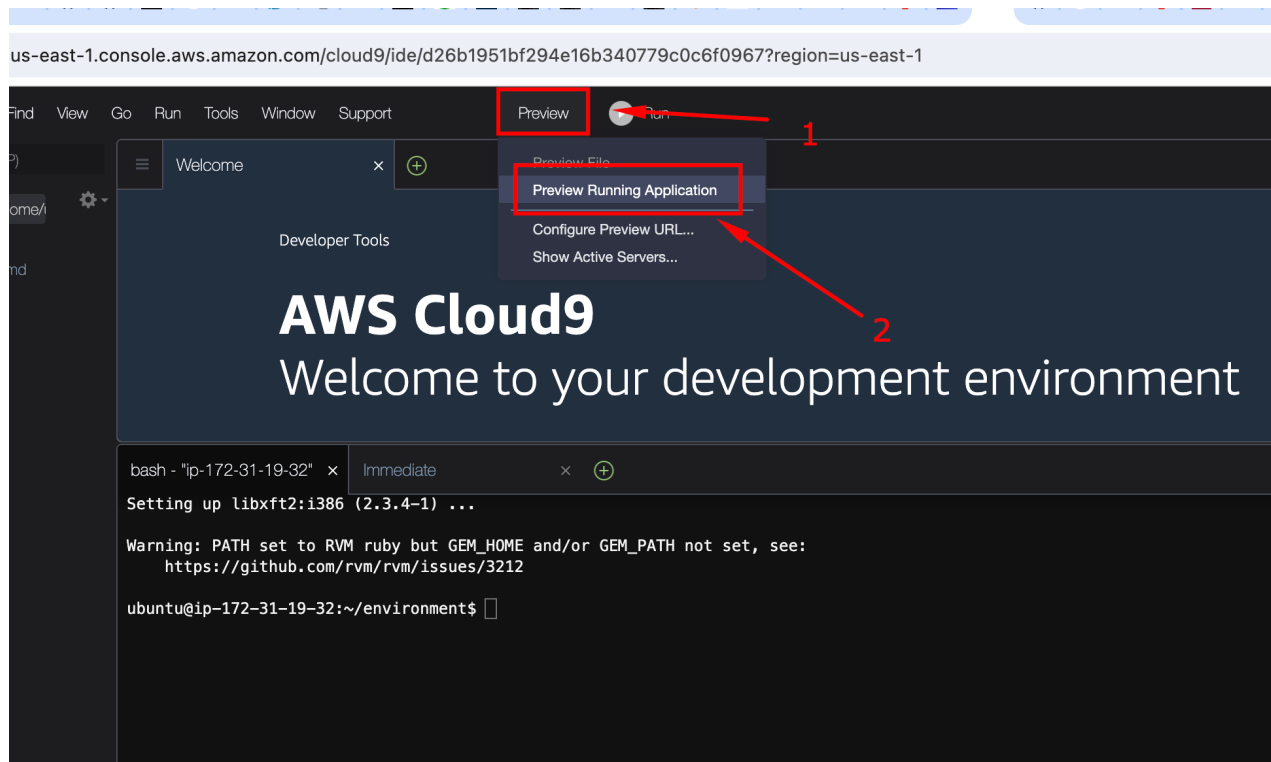 us-east-1.console.aws.amazon.com/cloud9/ide/d26b1951bf294e16b340779c0c6f0967?region=us-east-1
Find View Go Run Tools Window Support Preview Run
1
P)
Welcome
Preview File
Preview Running Application
ome/
Configure Preview URL...
Developer Tools
Show Active Servers...
md
2
AWS Cloud9
Welcome to your development environment
bash - "ip-172-31-19-32" Immediate
Setting up libxft2:i386 (2.3.4-1) ...
Warning: PATH set to RVM ruby but GEM_HOME and/or GEM_PATH not set, see:
https://github.com/rvm/rvm/issues/3212
ubuntu@ip-172-31-19-32:~/environment$